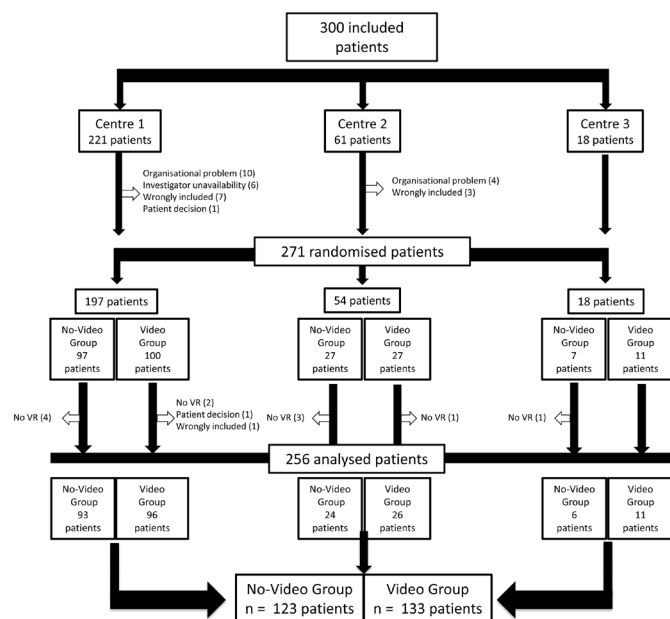 300 included
patients
Centre 1
221 patients
Centre 2
61 patients
Centre 3
18 patients
Organisational problem (10)
Investigator unavailability (6)
Wrongly included (7)
Patient decision (1)
Organisational problem (4)
Wrongly included (3)
271 randomised patients
197 patients
54 patients
18 patients
No-Video
Group
97
patients
Video
Group
100
patients
No-Video
Group
27
patients
Video
Group
27
patients
No-Video
Group
7
patients
Video
Group
11
patients
No VR (4)
No VR (2)
Patient decision (1)
Wrongly included (1)
No VR (3)
No VR (1)
No VR (1)
256 analysed patients
No-Video
Group
93
patients
Video
Group
96
patients
No-Video
Group
24
patients
Video
Group
26
patients
No-Video
Group
6
patients
Video
Group
11
patients
No-Video Group
n = 123 patients
Video Group
n = 133 patients